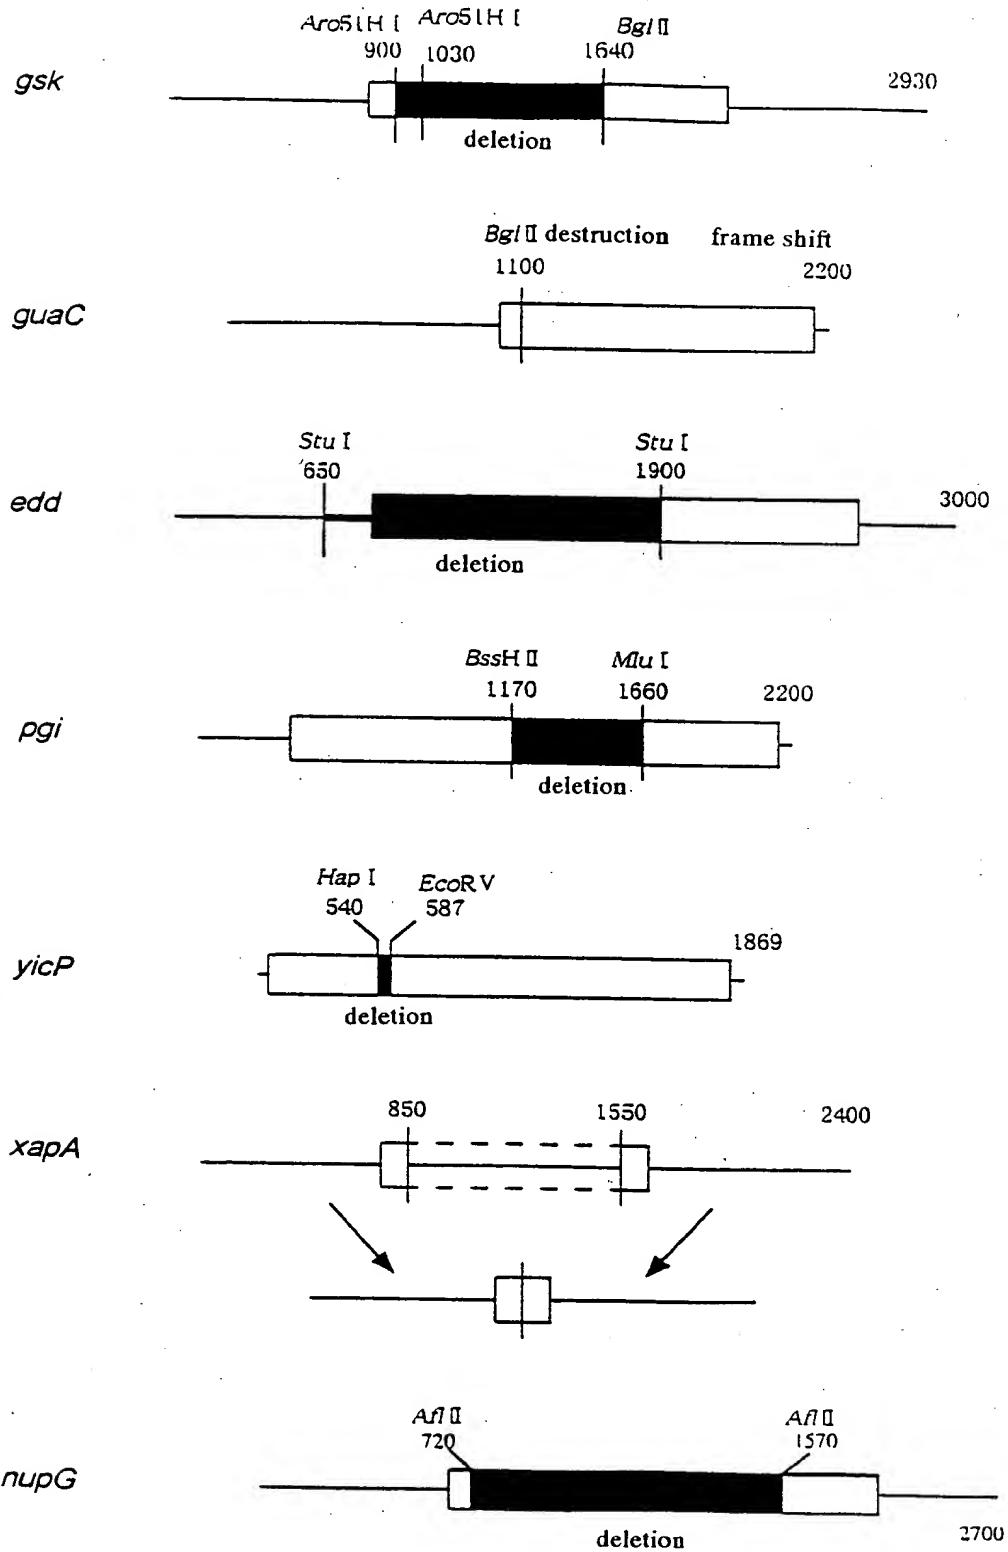 Aro51H I Aro51H I Bgl II
900 1030 1640
gsk 2930
deletion
Bgl II destruction frame shift
1100 2200
guaC
Stu I Stu I
650 1900
edd 3000
deletion
BssH II Mlu I
1170 1660 2200
pgi
deletion
Hap I EcoRV
540 587
yicP 1869
deletion
850 1550 2400
xapA
Afl II Afl II
720 1570
nupG
2700
deletion